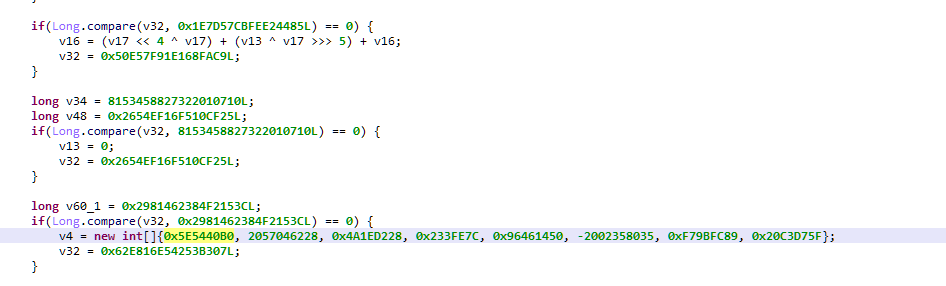 if(Long.compare(v32, 0x1E7D57CBFEE24485L) == 0) {
v16 = (v17 << 4 ^ v17) + (v13 ^ v17 >>> 5) + v16;
v32 = 0x50E57F91E168FAC9L;
}
long v34 = 8153458827322010710L;
long v48 = 0x2654EF16F510CF25L;
if(Long.compare(v32, 8153458827322010710L) == 0) {
v13 = 0;
v32 = 0x2654EF16F510CF25L;
}
long v60_1 = 0x2981462384F2153CL;
if(Long.compare(v32, 0x2981462384F2153CL) == 0) {
v4 = new int[]{0x5E5440B0, 2057046228, 0x4A1ED228, 0x233FE7C, 0x96461450, -2002358035, 0xF79BFC89, 0x20C3D75F};
v32 = 0x62E816E54253B307L;
}